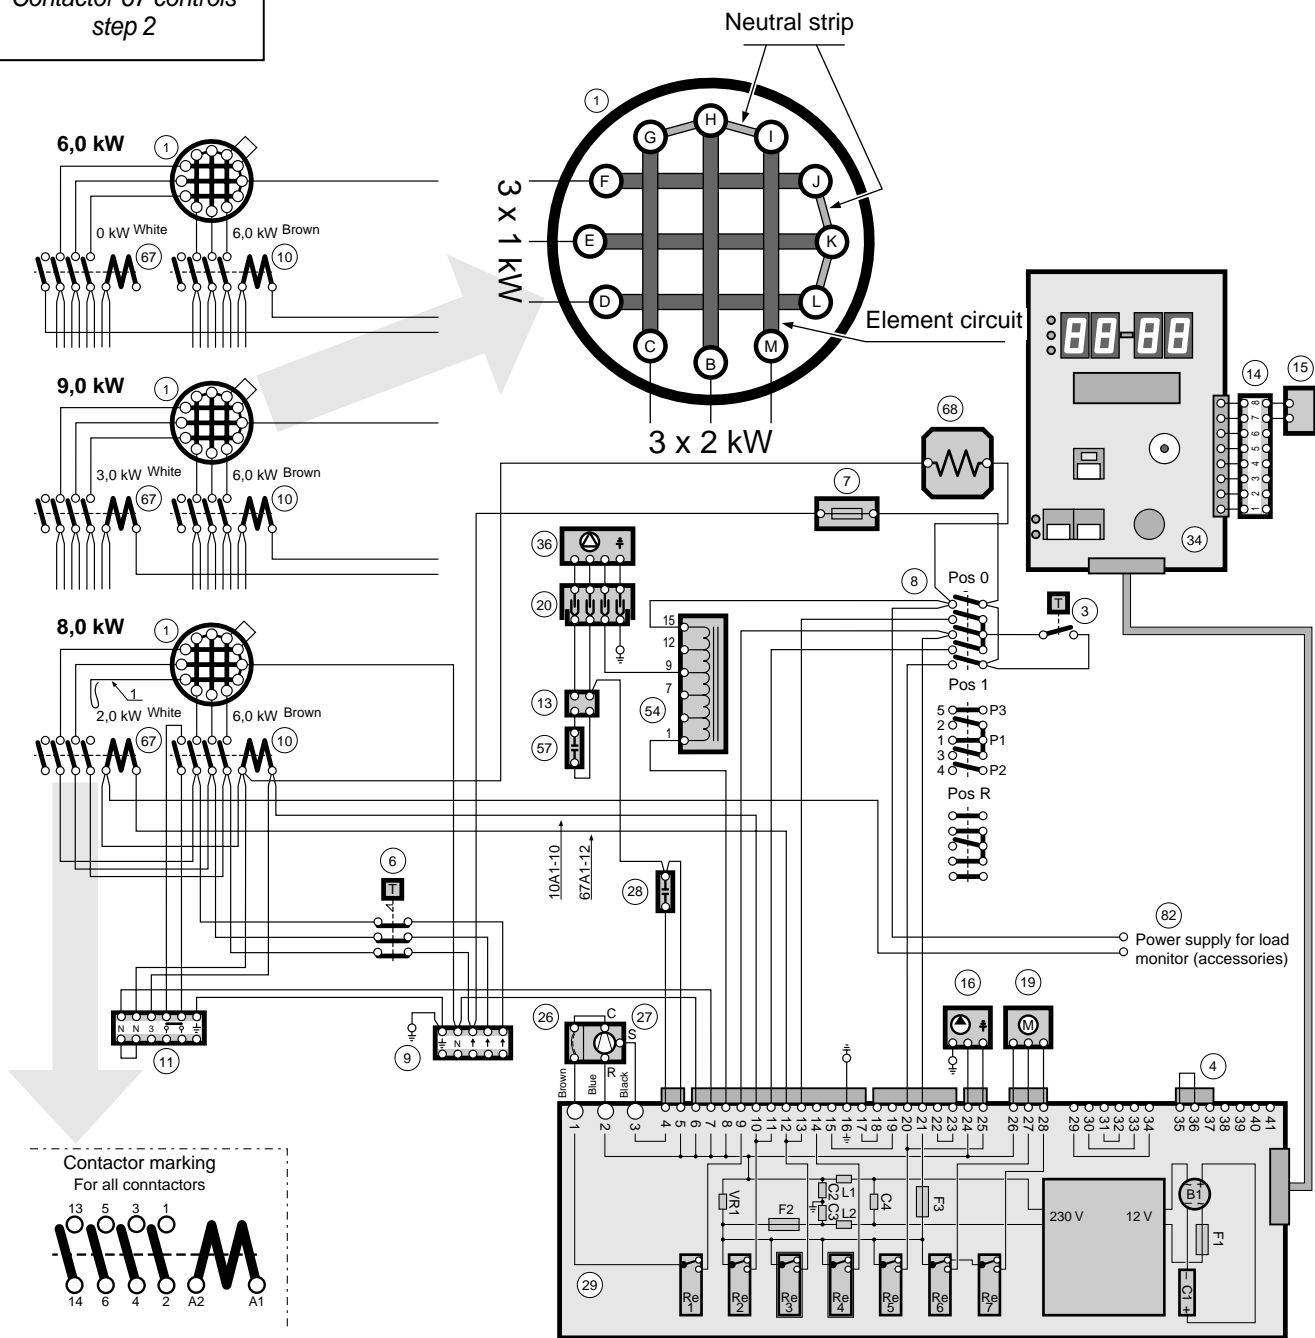 Contactor 67 controls
step 2
Neutral strip
1
H
G
I
F
J
E
K
D
L
C
M
B
3 x 1 kW
3 x 2 kW
Element circuit
6,0 kW
1
0 kW White
67
6,0 kW Brown
10
9,0 kW
1
3,0 kW White
67
6,0 kW Brown
10
8,0 kW
1
1
2,0 kW White
67
6,0 kW Brown
10
68
7
36
20
13
57
54
15
12
9
7
1
8
Pos 0
T
3
Pos 1
5 P3
2
1 P1
3
4 P2
Pos R
14
15
8
7
6
5
4
3
2
1
34
10A1-10
67A1-12
28
6
T
82
Power supply for load
monitor (accessories)
16
19
M
N N 3
11
9
N
26
27
C
S
R
Brown
Blue
Black
4
1 2 3 4 5 6 7 8 9 10 11 12 13 14 15 16 17 18 19 20 21 22 23 24 25 26 27 28 29 30 31 32 33 34 35 36 37 38 39 40 41
VR1
F2
C2
C3
L1
L2
C4
F3
230 V
12 V
B1
F1
C1
− +
29
Re 1
Re 2
Re 3
Re 4
Re 5
Re 6
Re 7
Contactor marking
For all conntactors
13 5 3 1
14 6 4 2 A2 A1